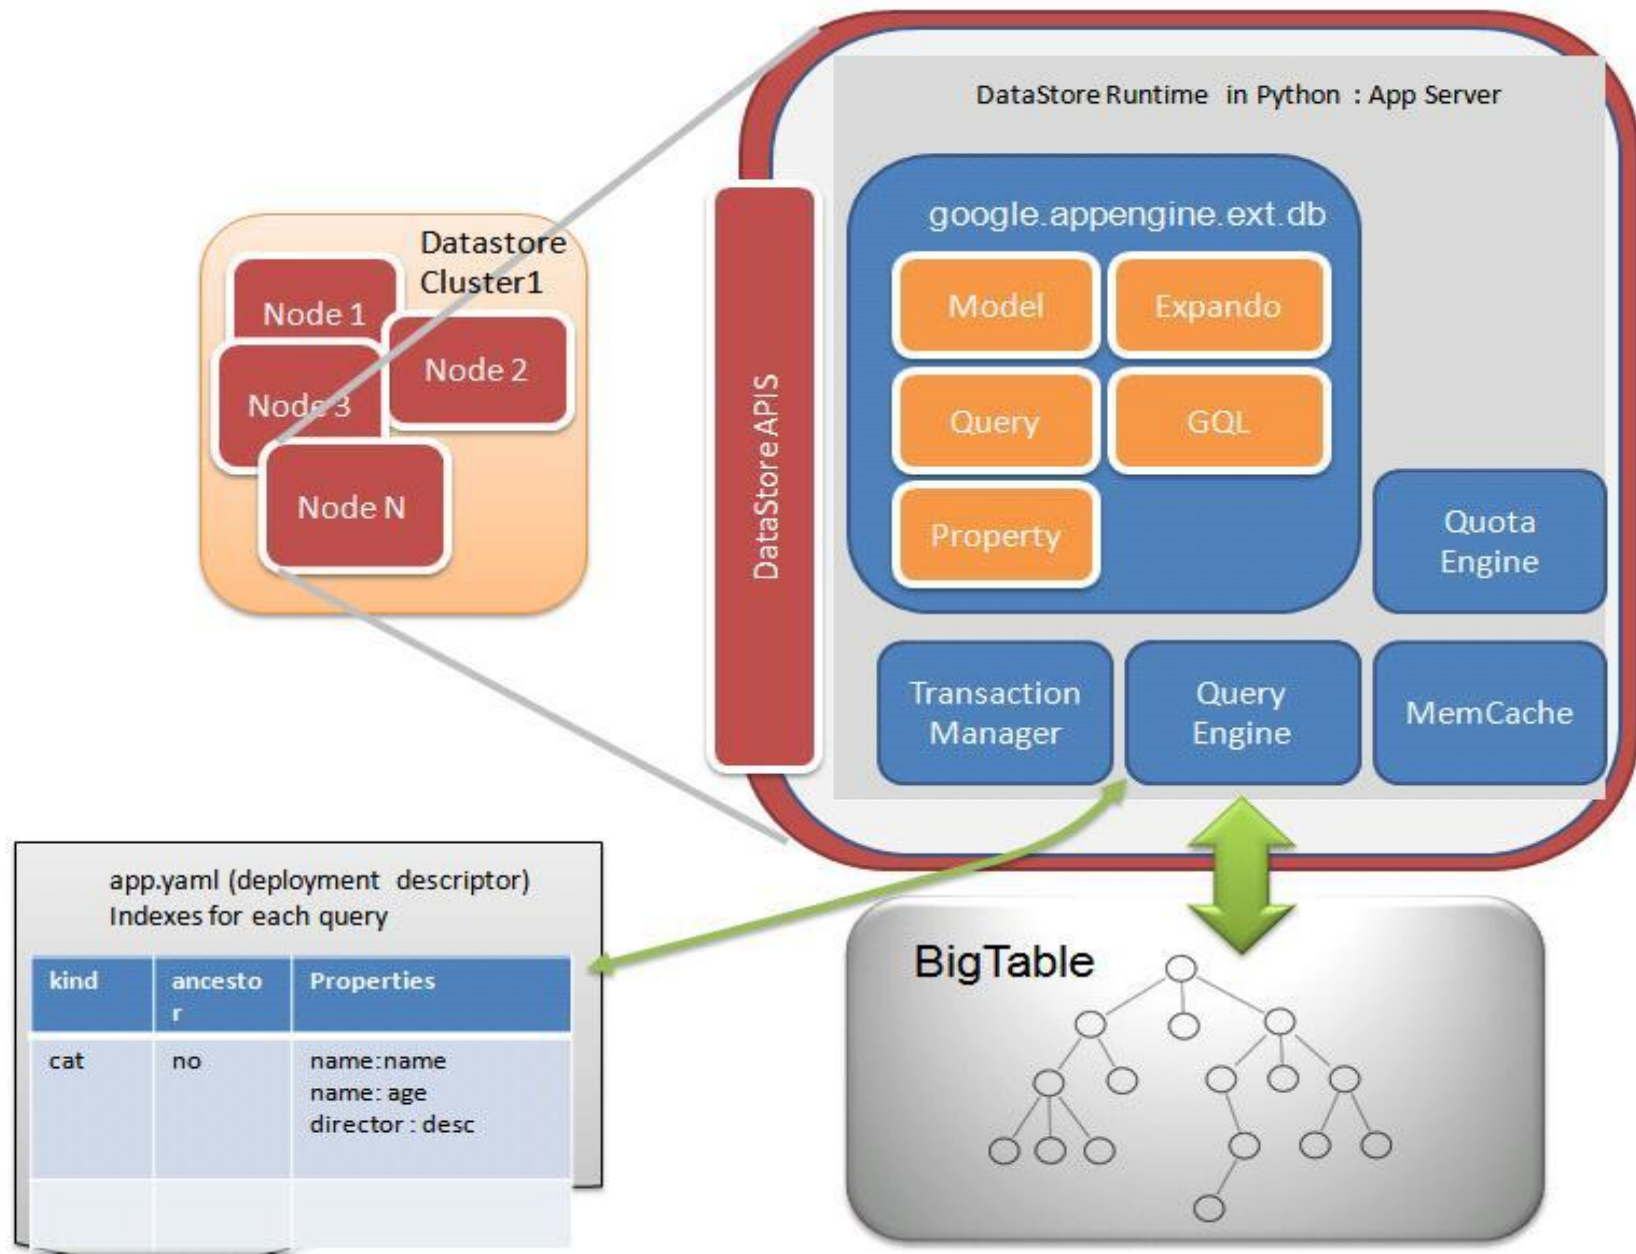 DataStore Runtime in Python : App Server
google.appengine.ext.db
Model
Expando
Query
GQL
Property
Quota
Engine
Transaction
Manager
Query
Engine
MemCache
DataStore APIS
Datastore
Cluster1
Node 1
Node 2
Node 3
Node N
app.yaml (deployment descriptor)
Indexes for each query
kind
ancesto
r
Properties
cat
no
name:name
name: age
director : desc
BigTable